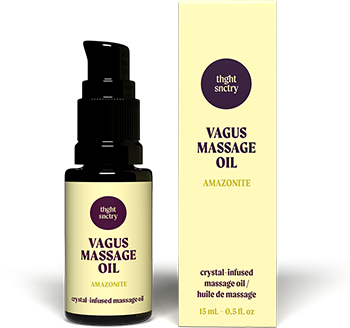 thght
snctry
VAGUS
MASSAGE
OIL
AMAZONITE
crystal-infused massage oil
thght
snctry
VAGUS
MASSAGE
OIL
AMAZONITE
crystal-infused
massage oil /
huile de massage
15 mL - 0.5 fl. oz